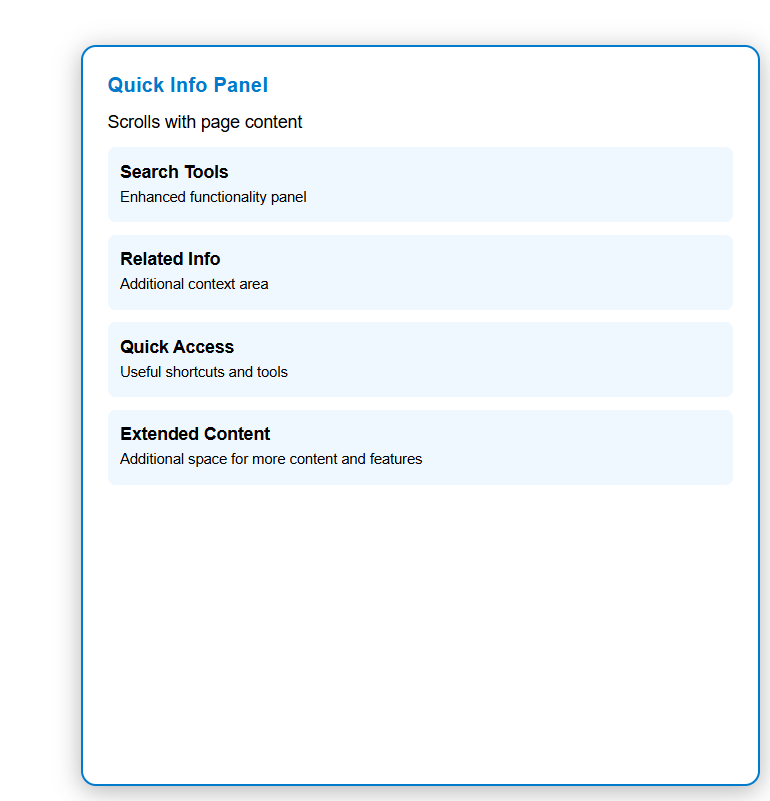 Quick Info Panel
Scrolls with page content
Search Tools
Enhanced functionality panel
Related Info
Additional context area
Quick Access
Useful shortcuts and tools
Extended Content
Additional space for more content and features